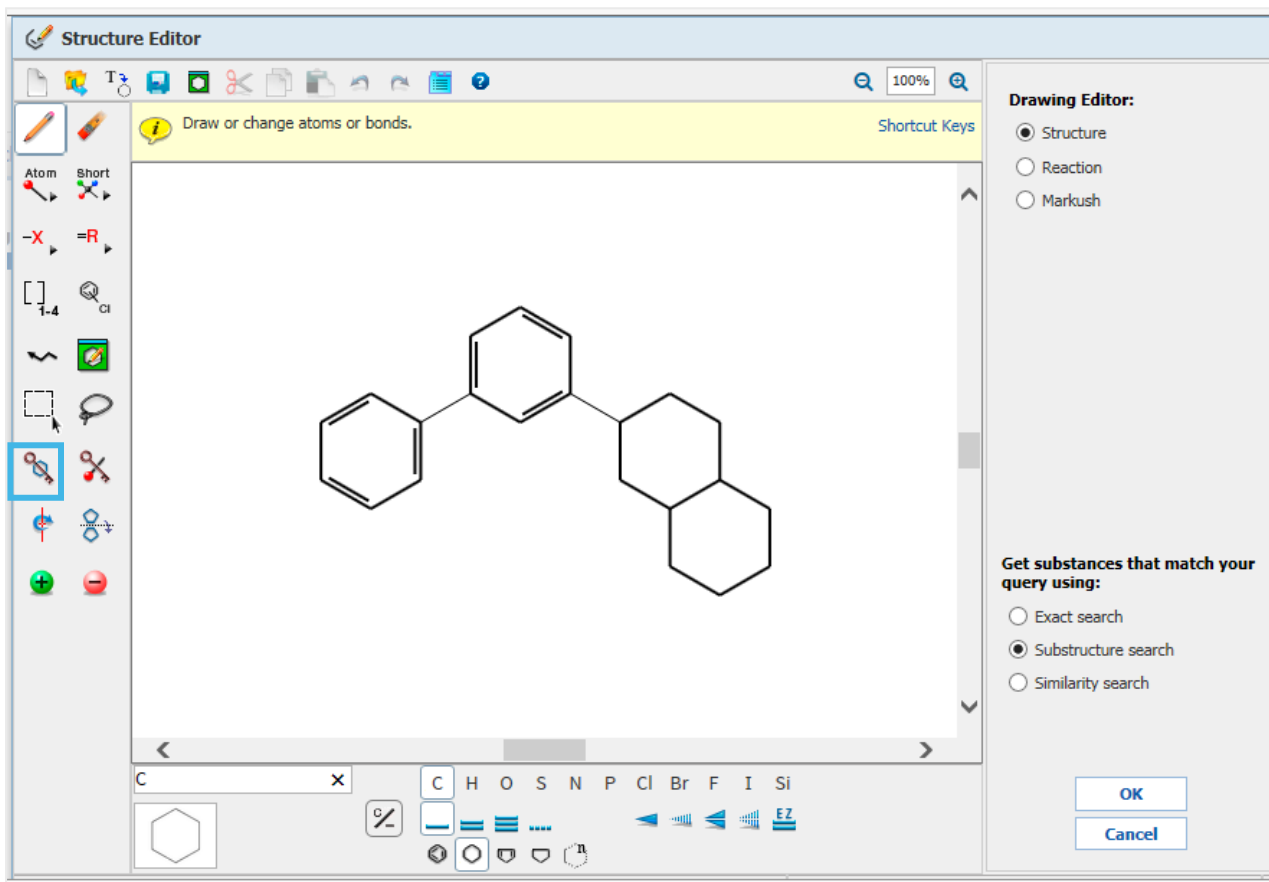 Structure Editor
T
100%
Draw or change atoms or bonds.
Shortcut Keys
Atom
Short
-X
=R
[ ] 1-4
Cl
C
C H O S N P Cl Br F I Si
C
EZ
n
Drawing Editor:
Structure
Reaction
Markush
Get substances that match your
query using:
Exact search
Substructure search
Similarity search
OK
Cancel